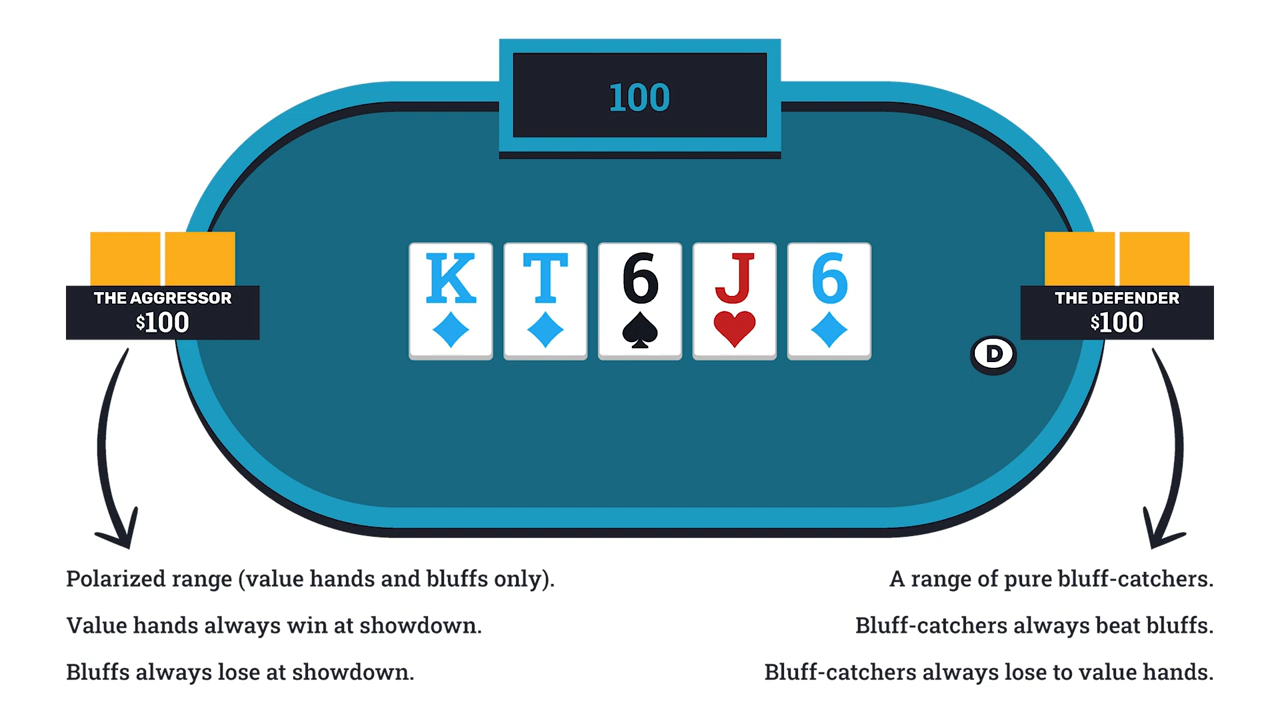 100
K T 6 J 6
THE AGGRESSOR
$100
THE DEFENDER
$100
D
Polarized range (value hands and bluffs only).
Value hands always win at showdown.
Bluffs always lose at showdown.
A range of pure bluff-catchers.
Bluff-catchers always beat bluffs.
Bluff-catchers always lose to value hands.